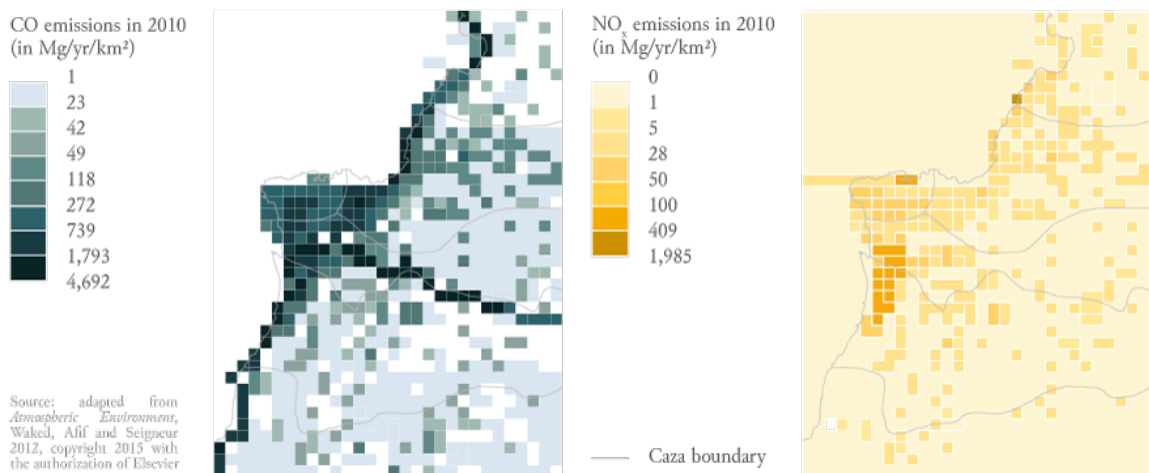 CO emissions in 2010
(in Mg/yr/km²)
1
23
42
49
118
272
739
1,793
4,692
Source: adapted from
Atmospheric Environment,
Waked, Afif and Seigneur
2012, copyright 2015 with
the authorization of Elsevier
NOₓ emissions in 2010
(in Mg/yr/km²)
0
1
5
28
50
100
409
1,985
Caza boundary